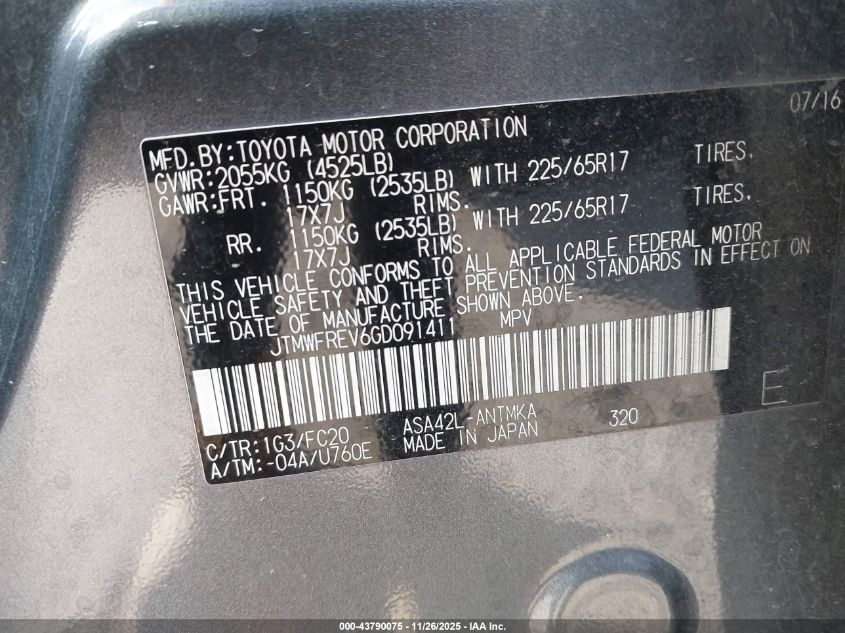 07/16
MFD.BY:TOYOTA MOTOR CORPORATION
GVWR:2055KG (4525LB)
GAWR:FRT. 1150KG (2535LB) WITH 225/65R17 TIRES,
17X7J RIMS.
RR. 1150KG (2535LB) WITH 225/65R17 TIRES,
17X7J RIMS.
THIS VEHICLE CONFORMS TO ALL APPLICABLE FEDERAL MOTOR
VEHICLE SAFETY AND THEFT PREVENTION STANDARDS IN EFFECT ON
THE DATE OF MANUFACTURE SHOWN ABOVE.
JTMWFREV6GD091411 MPV
C/TR:1G3/FC20 ASA42L-ANTMKA 320 E
A/TM:-04A/U760E MADE IN JAPAN
000-43790075 - 11/26/2025 - IAA Inc.